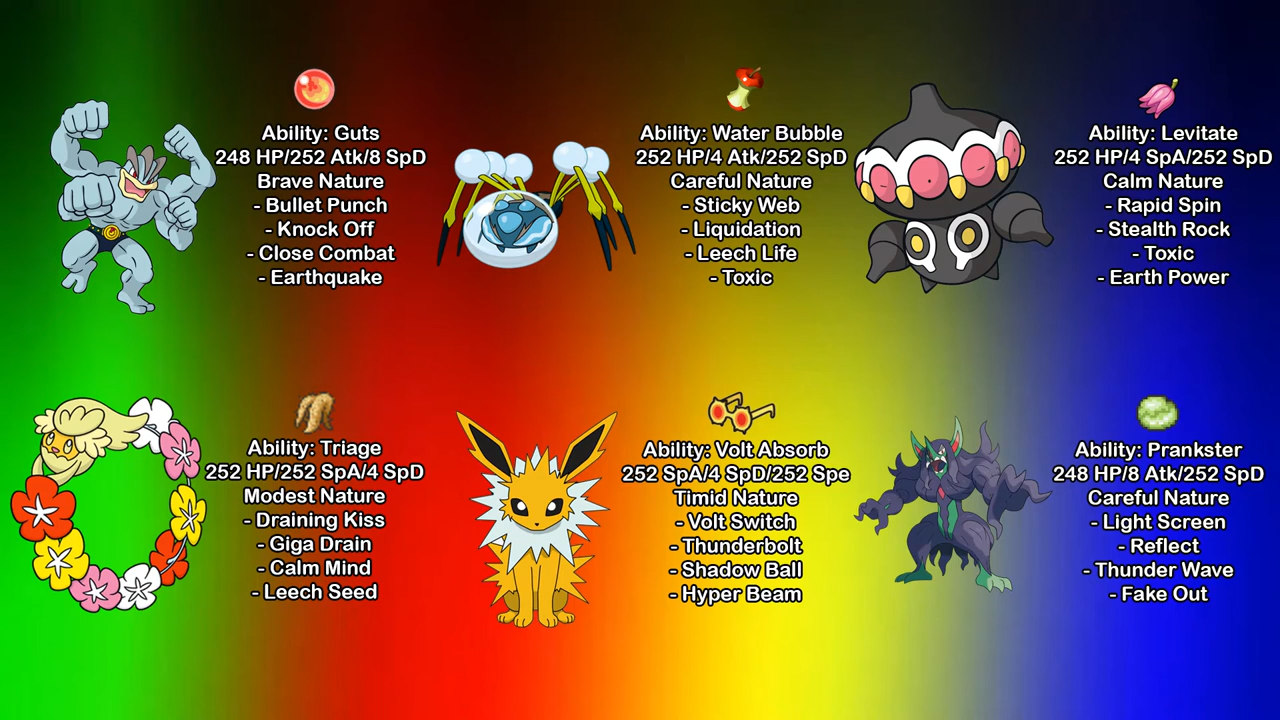 Ability: Guts
248 HP/252 Atk/8 SpD
Brave Nature
- Bullet Punch
- Knock Off
- Close Combat
- Earthquake
Ability: Water Bubble
252 HP/4 Atk/252 SpD
Careful Nature
- Sticky Web
- Liquidation
- Leech Life
- Toxic
Ability: Levitate
252 HP/4 SpA/252 SpD
Calm Nature
- Rapid Spin
- Stealth Rock
- Toxic
- Earth Power
Ability: Triage
252 HP/252 SpA/4 SpD
Modest Nature
- Draining Kiss
- Giga Drain
- Calm Mind
- Leech Seed
Ability: Volt Absorb
252 SpA/4 SpD/252 Spe
Timid Nature
- Volt Switch
- Thunderbolt
- Shadow Ball
- Hyper Beam
Ability: Prankster
248 HP/8 Atk/252 SpD
Careful Nature
- Light Screen
- Reflect
- Thunder Wave
- Fake Out